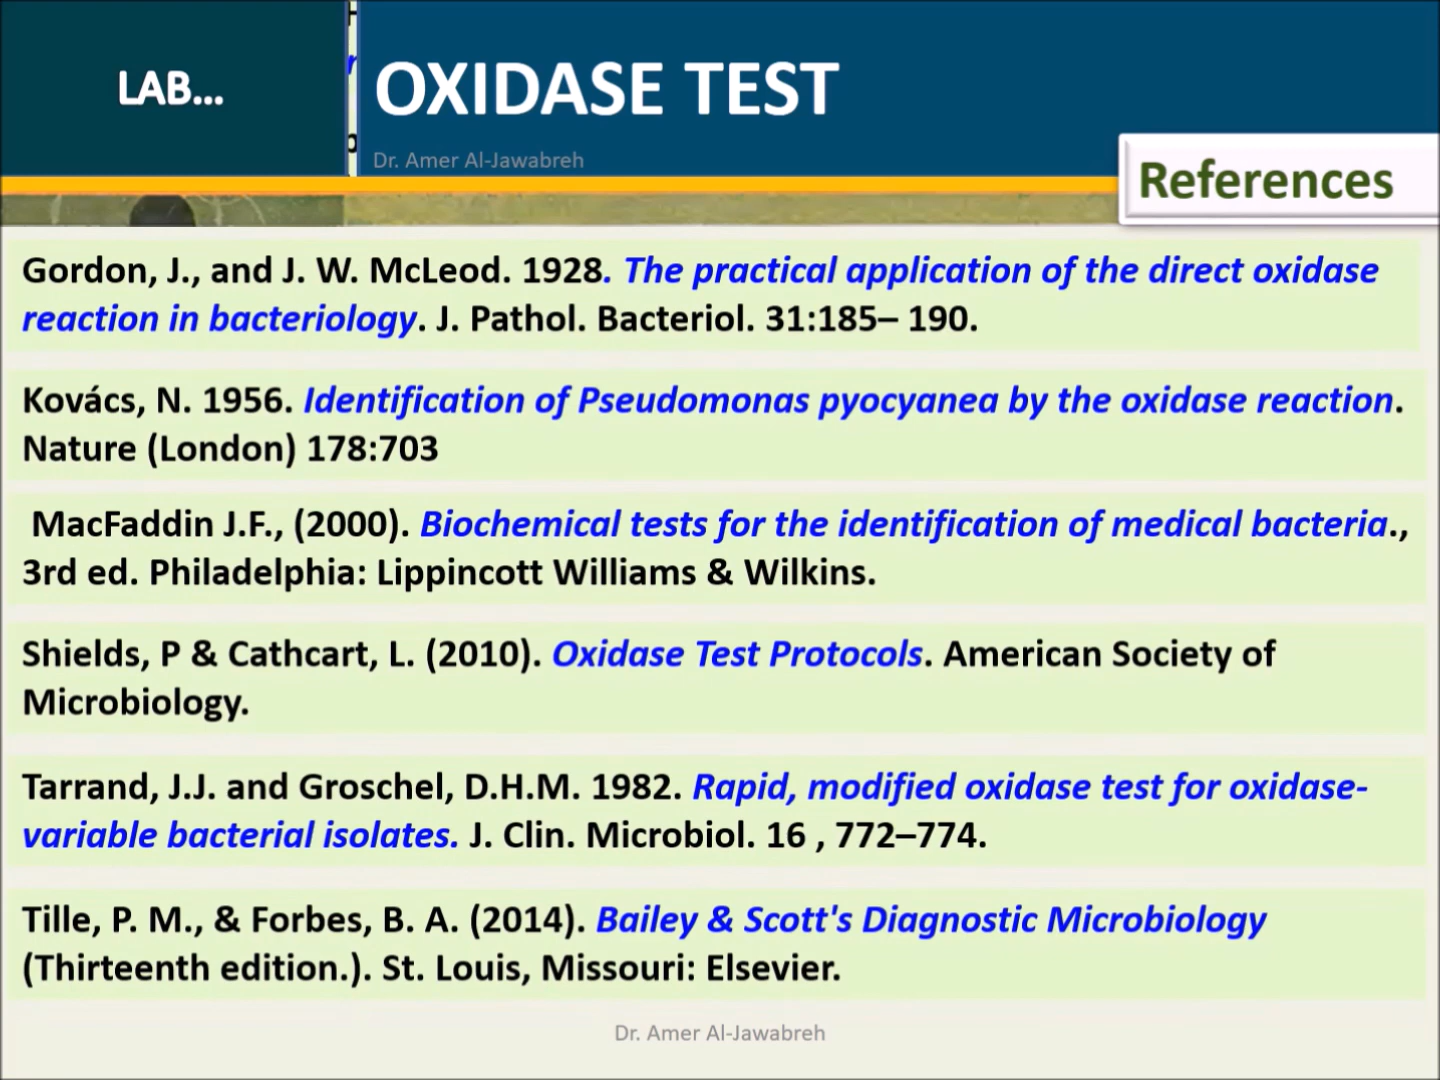 LAB...
OXIDASE TEST
Dr. Amer Al-Jawabreh
References
Gordon, J., and J. W. McLeod. 1928. The practical application of the direct oxidase
reaction in bacteriology. J. Pathol. Bacteriol. 31:185– 190.
Kovács, N. 1956. Identification of Pseudomonas pyocyanea by the oxidase reaction.
Nature (London) 178:703
MacFaddin J.F., (2000). Biochemical tests for the identification of medical bacteria.,
3rd ed. Philadelphia: Lippincott Williams & Wilkins.
Shields, P & Cathcart, L. (2010). Oxidase Test Protocols. American Society of
Microbiology.
Tarrand, J.J. and Groschel, D.H.M. 1982. Rapid, modified oxidase test for oxidase-
variable bacterial isolates. J. Clin. Microbiol. 16 , 772–774.
Tille, P. M., & Forbes, B. A. (2014). Bailey & Scott's Diagnostic Microbiology
(Thirteenth edition.). St. Louis, Missouri: Elsevier.
Dr. Amer Al-Jawabreh